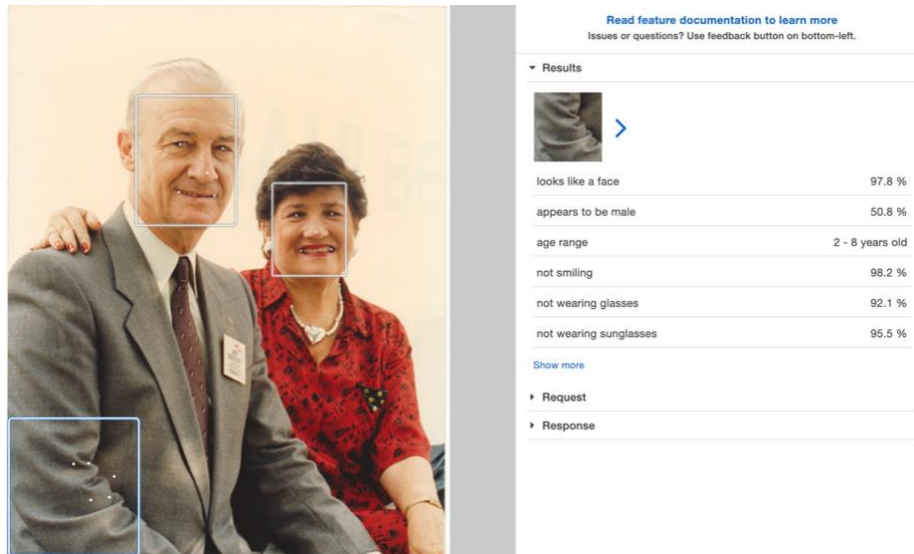 Read feature documentation to learn more
Issues or questions? Use feedback button on bottom-left.
Results
looks like a face 97.8 %
appears to be male 50.8 %
age range 2 - 8 years old
not smiling 98.2 %
not wearing glasses 92.1 %
not wearing sunglasses 95.5 %
Show more
Request
Response